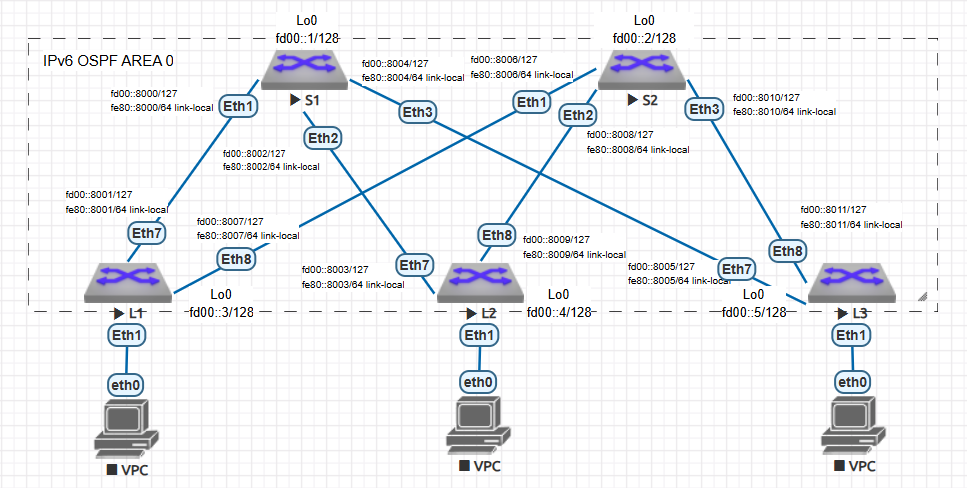 Lo0
fd00::1/128
Lo0
fd00::2/128
IPv6 OSPF AREA 0
fd00::8004/127
fe80::8004/64 link-local
fd00::8006/127
fe80::8006/64 link-local
fd00::8000/127
fe80::8000/64 link-local
Eth1
S1
Eth3
Eth1
S2
Eth2
Eth3
fd00::8010/127
fe80::8010/64 link-local
Eth2
fd00::8008/127
fe80::8008/64 link-local
fd00::8002/127
fe80::8002/64 link-local
fd00::8001/127
fe80::8001/64 link-local
fd00::8007/127
fe80::8007/64 link-local
fd00::8011/127
fe80::8011/64 link-local
Eth7
Eth8
Eth8
fd00::8009/127
fe80::8009/64 link-local
Eth8
fd00::8003/127
fe80::8003/64 link-local
Eth7
fd00::8005/127
fe80::8005/64 link-local
Eth7
Lo0
fd00::3/128
Lo0
fd00::4/128
Lo0
fd00::5/128
L1
L2
L3
Eth1
Eth1
Eth1
eth0
eth0
eth0
VPC
VPC
VPC